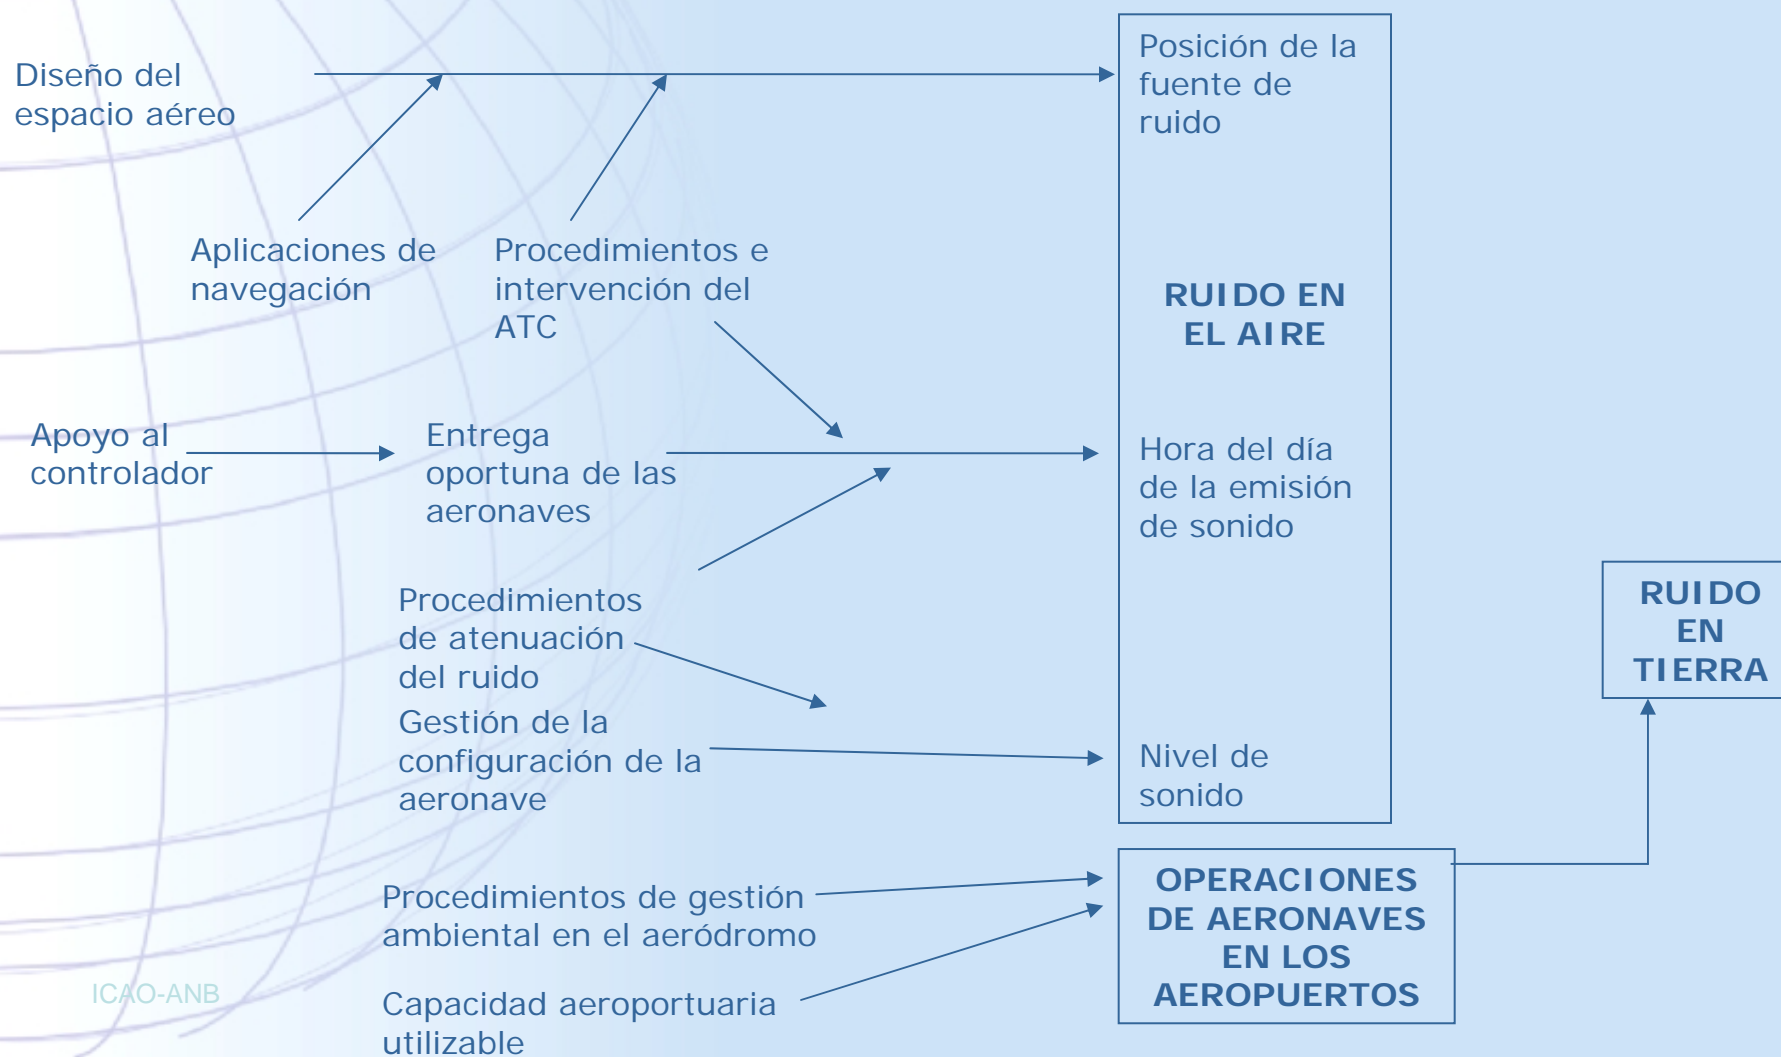 Diseño del
espacio aéreo
Posición de la
fuente de
ruido
Aplicaciones de
navegación
Procedimientos e
intervención del
ATC
RUIDO EN
EL AIRE
Apoyo al
controlador
Entrega
oportuna de las
aeronaves
Hora del día
de la emisión
de sonido
Procedimientos
de atenuación
del ruido
RUIDO
EN
TIERRA
Gestión de la
configuración de la
aeronave
Nivel de
sonido
Procedimientos de gestión
ambiental en el aeródromo
OPERACIONES
DE AERONAVES
EN LOS
AEROPUERTOS
Capacidad aeroportuaria
utilizable
ICAO-ANB